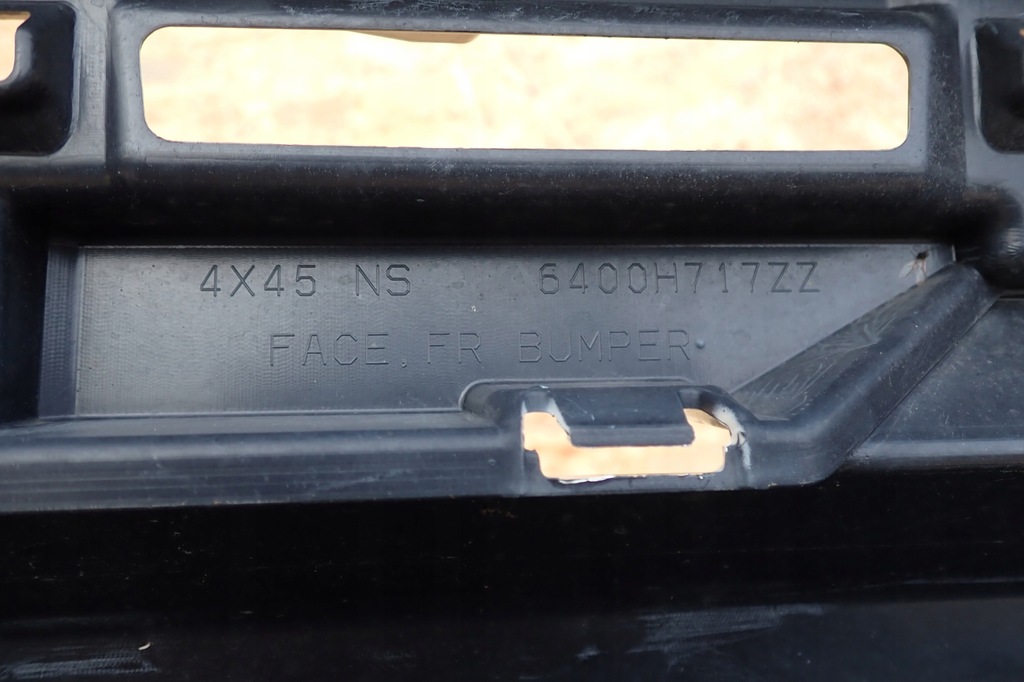 4X45 NS 6400H717ZZ
FACE, FR BUMPER